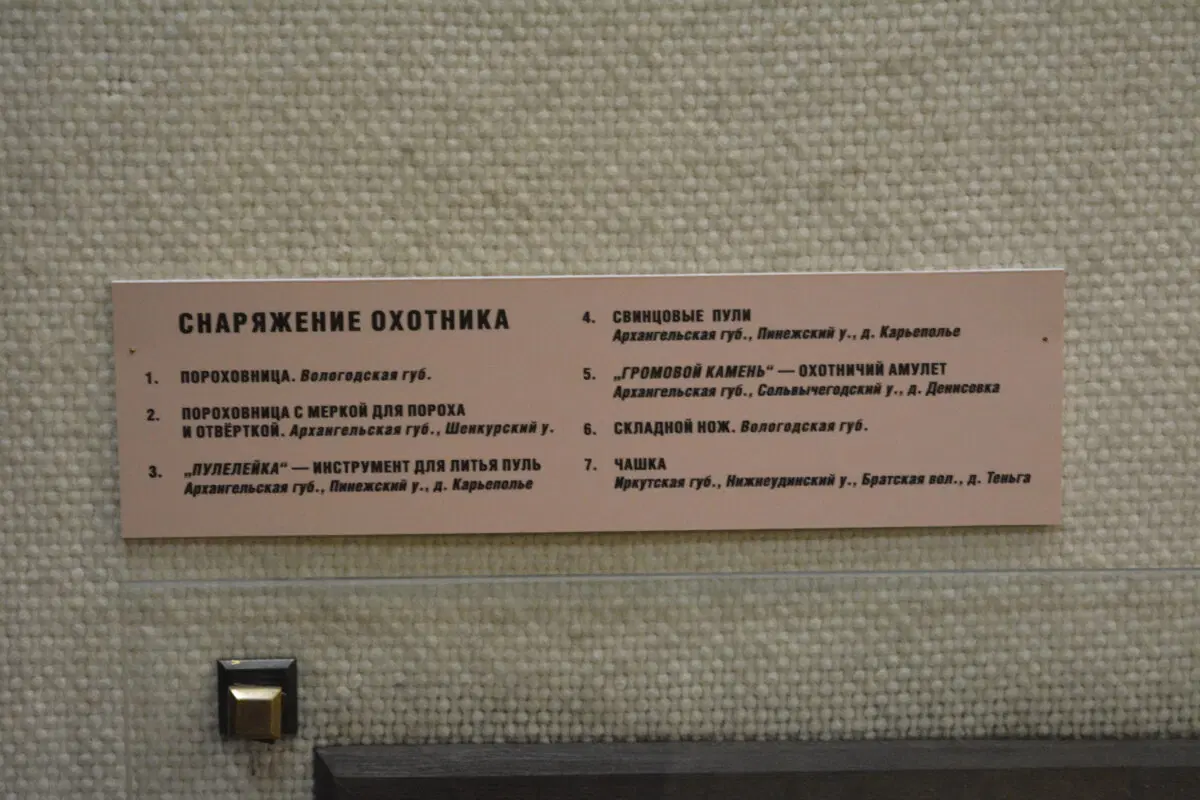 СНАРЯЖЕНИЕ ОХОТНИКА
1. ПОРОХОВНИЦА. Вологодская губ.
2. ПОРОХОВНИЦА С МЕРКОЙ ДЛЯ ПОРОХА
И ОТВЁРТКОЙ. Архангельская губ., Шенкурский у.
3. „ПУЛЕЛЕЙКА“ — ИНСТРУМЕНТ ДЛЯ ЛИТЬЯ ПУЛЬ
Архангельская губ., Пинежский у., д. Карьеполье
4. СВИНЦОВЫЕ ПУЛИ
Архангельская губ., Пинежский у., д. Карьеполье
5. „ГРОМОВОЙ КАМЕНЬ“ — ОХОТНИЧИЙ АМУЛЕТ
Архангельская губ., Сольвычегодский у., д. Денисовка
6. СКЛАДНОЙ НОЖ. Вологодская губ.
7. ЧАШКА
Иркутская губ., Нижнеудинский у., Братская вол., д. Теньга